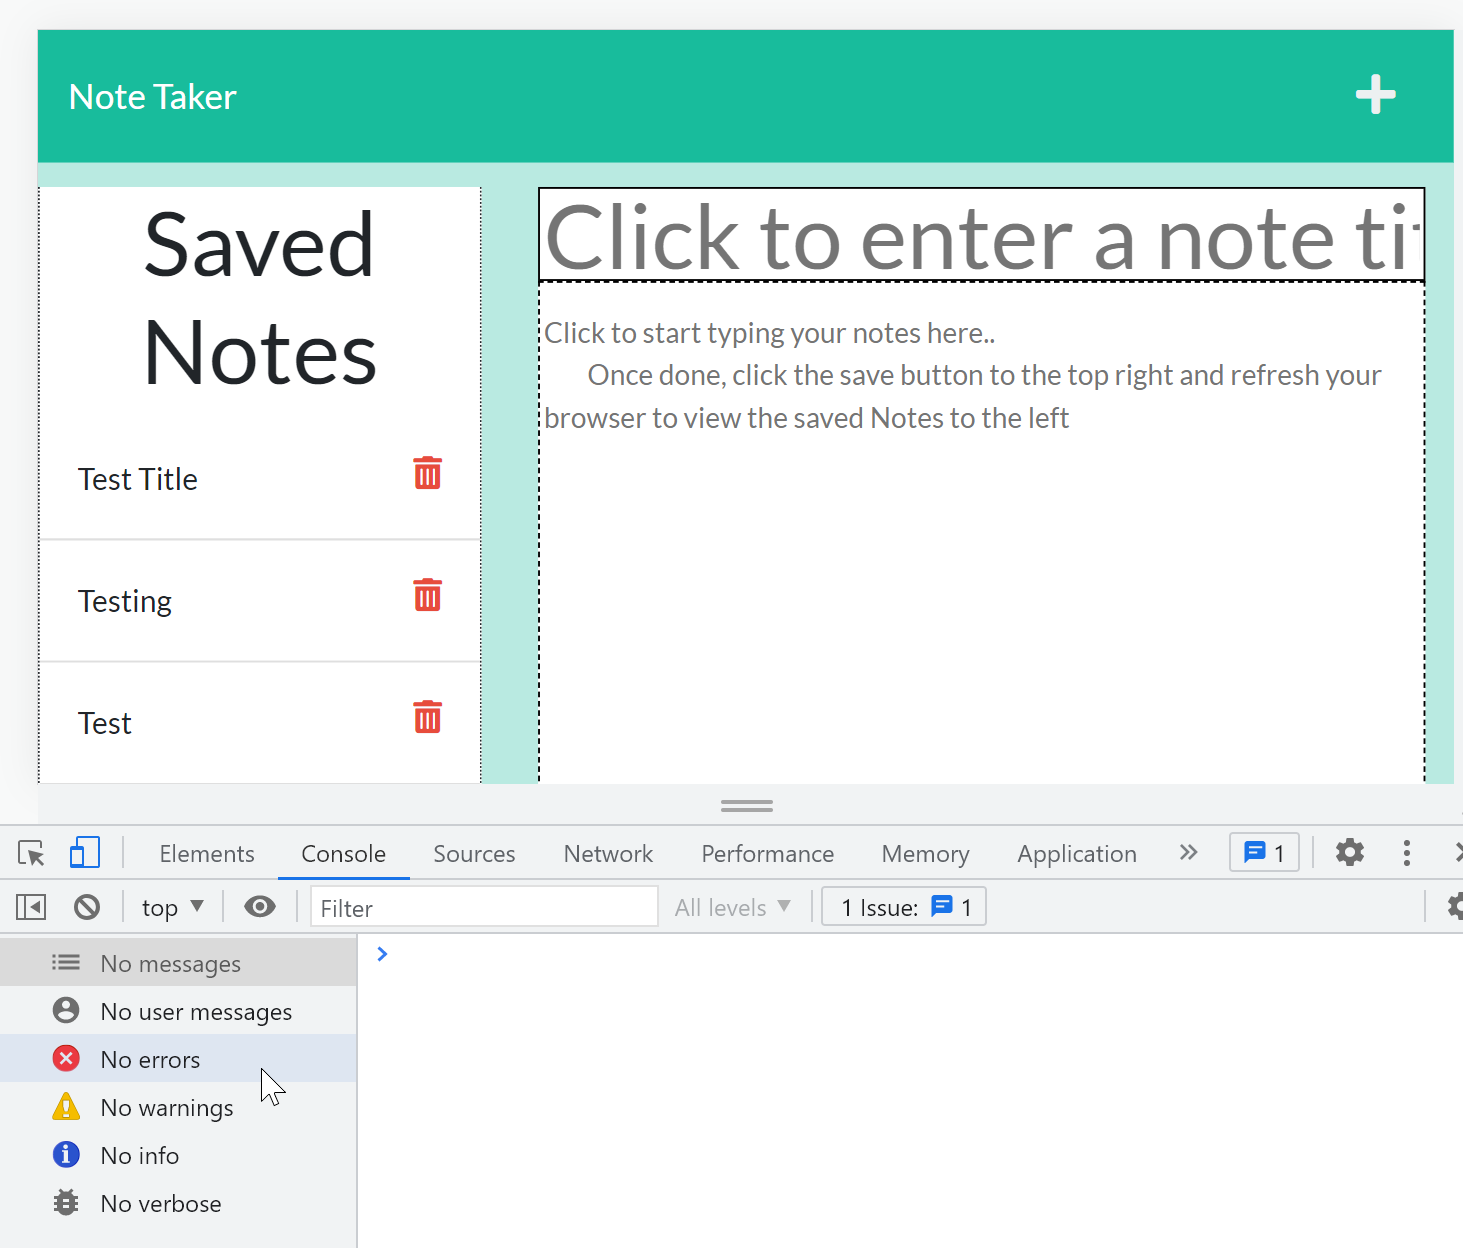 Note Taker
Saved
Notes
Test Title
Testing
Test
Click to enter a note ti
Click to start typing your notes here..
Once done, click the save button to the top right and refresh your
browser to view the saved Notes to the left
Elements Console Sources Network Performance Memory Application 1
top Filter All levels 1 Issue: 1
No messages
No user messages
No errors
No warnings
No info
No verbose